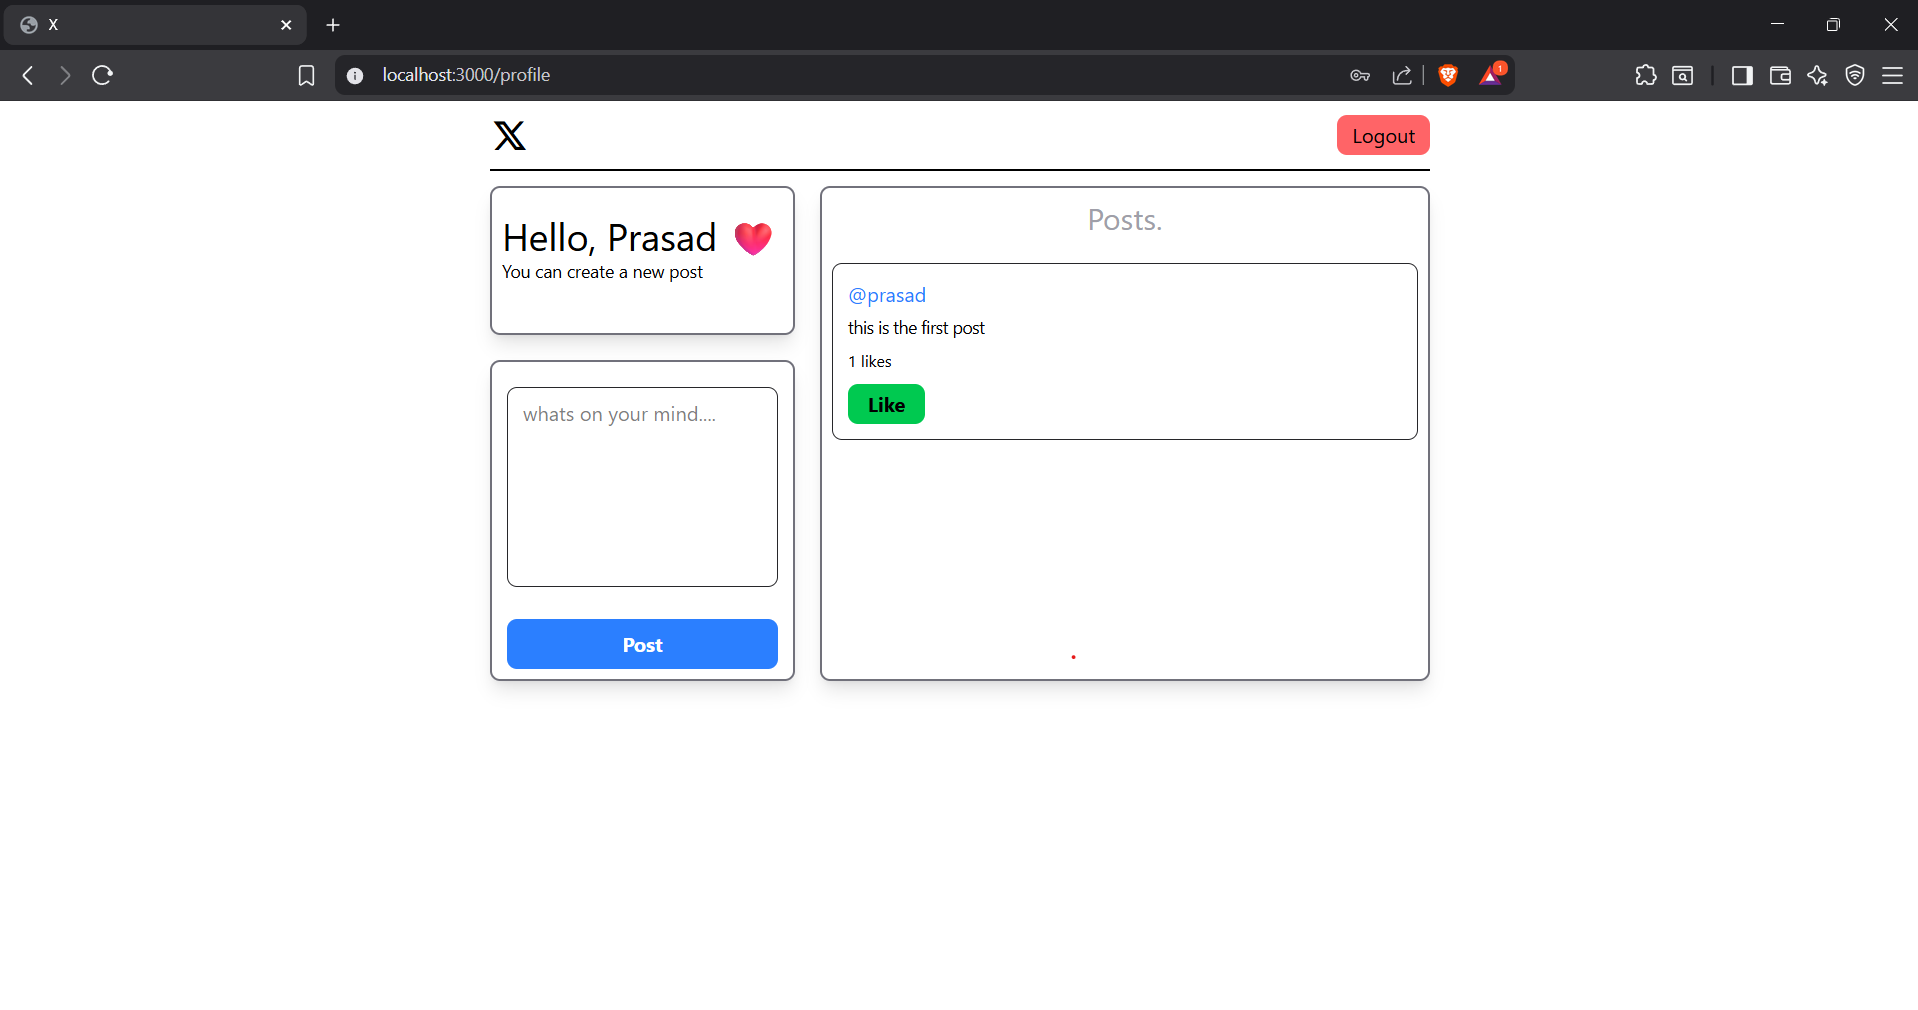 X
localhost:3000/profile
1
Logout
Hello, Prasad ❤️
You can create a new post
whats on your mind....
Post
Posts.
@prasad
this is the first post
1 likes
Like